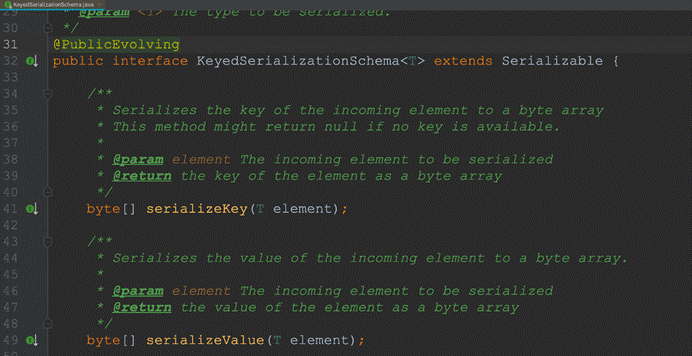 KeyedSerializationSchema.java
29 * @param <T> The type to be serialized.
30 */
31 @PublicEvolving
32 public interface KeyedSerializationSchema<T> extends Serializable {
33
34 /**
35 * Serializes the key of the incoming element to a byte array
36 * This method might return null if no key is available.
37 *
38 * @param element The incoming element to be serialized
39 * @return the key of the element as a byte array
40 */
41 byte[] serializeKey(T element);
42
43 /**
44 * Serializes the value of the incoming element to a byte array.
45 *
46 * @param element The incoming element to be serialized
47 * @return the value of the element as a byte array
48 */
49 byte[] serializeValue(T element);